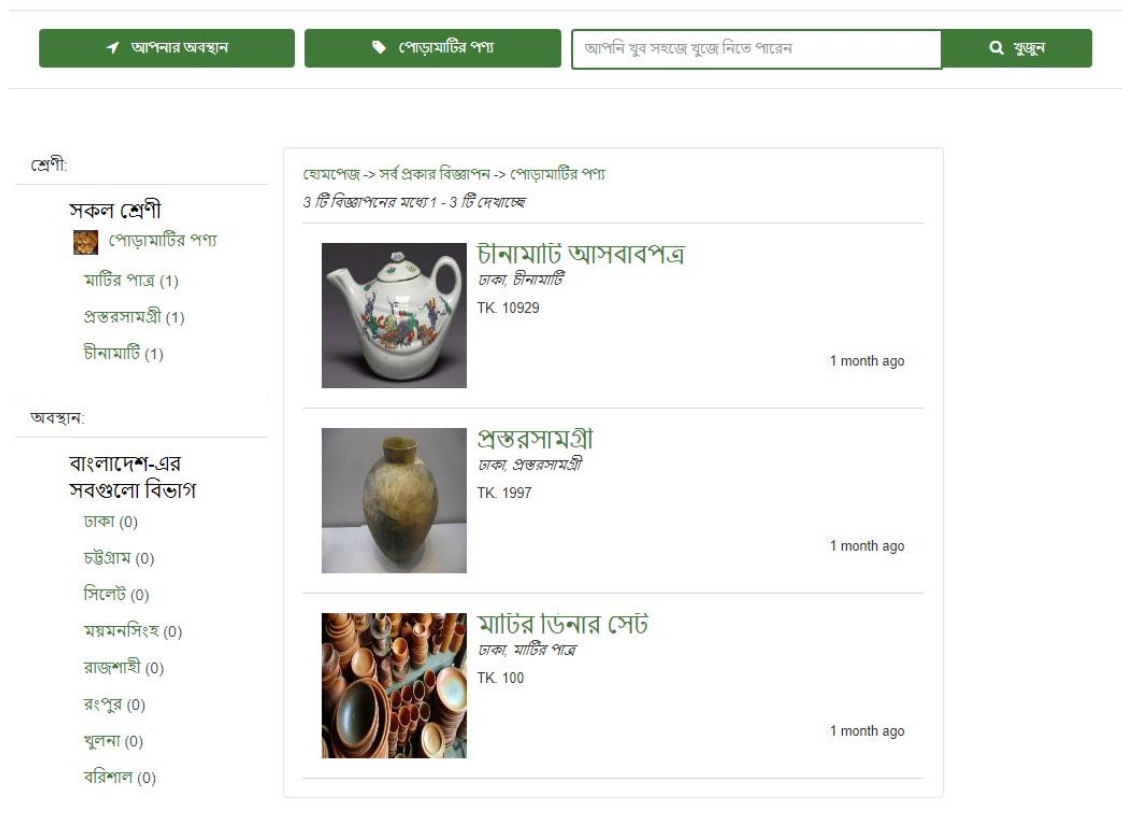 আপনার অবস্থান
পোড়ামাটির পণ্য
আপনি খুব সহজে খুজে নিতে পারেন
খুজুন
শ্রেণী:
সকল শ্রেণী
পোড়ামাটির পণ্য
মাটির পাত্র (1)
প্রস্তরসামগ্রী (1)
চীনামাটি (1)
অবস্থান:
বাংলাদেশ-এর
সবগুলো বিভাগ
ঢাকা (0)
চট্টগ্রাম (0)
সিলেট (0)
ময়মনসিংহ (0)
রাজশাহী (0)
রংপুর (0)
খুলনা (0)
বরিশাল (0)
হোমপেজ -> সর্ব প্রকার বিজ্ঞাপন -> পোড়ামাটির পণ্য
3 টি বিজ্ঞাপনের মধ্যে 1 - 3 টি দেখাচ্ছে
চীনামাটি আসবাবপত্র
ঢাকা, চীনামাটি
TK. 10929
1 month ago
প্রস্তরসামগ্রী
ঢাকা, প্রস্তরসামগ্রী
TK. 1997
1 month ago
মাটির ডিনার সেট
ঢাকা, মাটির পাত্র
TK. 100
1 month ago